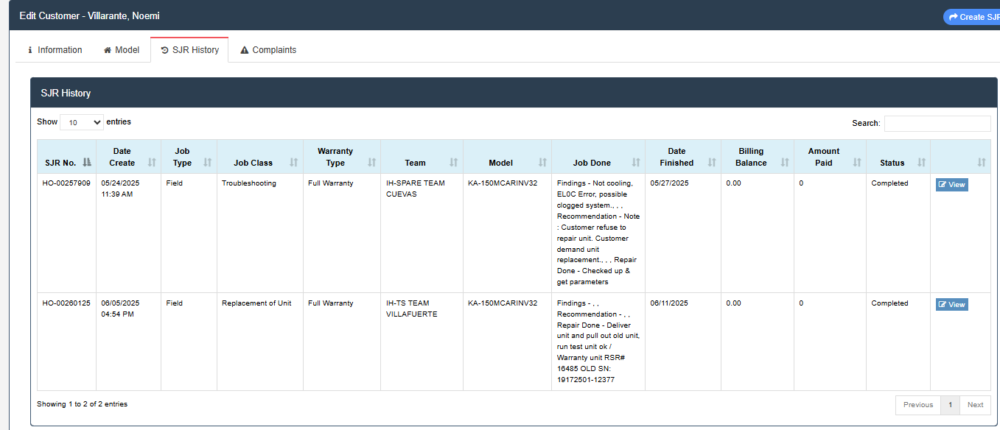 Edit Customer - Villarante, Noemi
Create SJR
Information
Model
SJR History
Complaints
SJR History
Show 10 entries
Search:
SJR No.
Date Create
Job Type
Job Class
Warranty Type
Team
Model
Job Done
Date Finished
Billing Balance
Amount Paid
Status
HO-00257909
05/24/2025
11:39 AM
Field
Troubleshooting
Full Warranty
IH-SPARE TEAM
CUEVAS
KA-150MCARINV32
Findings - Not cooling,
EL0C Error, possible
clogged system., , ,
Recommendation - Note
: Customer refuse to
repair unit. Customer
demand unit
replacement., , , Repair
Done - Checked up &
get parameters
05/27/2025
0.00
0
Completed
View
HO-00260125
06/05/2025
04:54 PM
Field
Replacement of Unit
Full Warranty
IH-TS TEAM
VILLAFUERTE
KA-150MCARINV32
Findings - , ,
Recommendation - , ,
Repair Done - Deliver
unit and pull out old unit,
run test unit ok /
Warranty unit RSR#
16485 OLD SN:
19172501-12377
06/11/2025
0.00
0
Completed
View
Showing 1 to 2 of 2 entries
Previous
1
Next